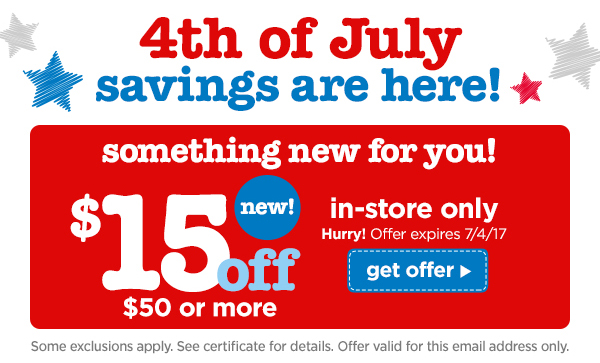 4th of July
savings are here!
something new for you!
$15 off
new!
$50 or more
in-store only
Hurry! Offer expires 7/4/17
get offer ▶
Some exclusions apply. See certificate for details. Offer valid for this email address only.